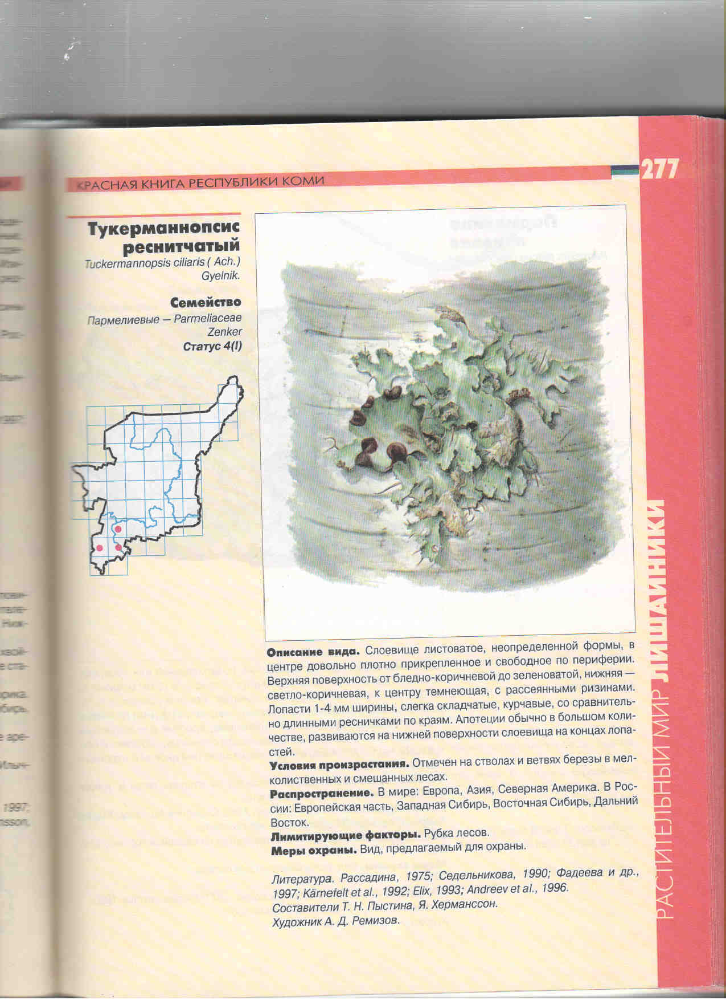 КРАСНАЯ КНИГА РЕСПУБЛИКИ КОМИ
277
Тукерманнопсис
реснитчатый
Tuckermannopsis ciliaris ( Ach.)
Gyelnik.
Семейство
Пармелиевые — Parmeliaceae
Zenker
Статус 4(I)
Описание вида. Слоевище листоватое, неопределенной формы, в
центре довольно плотно прикрепленное и свободное по периферии.
Верхняя поверхность от бледно-коричневой до зеленоватой, нижняя —
светло-коричневая, к центру темнеющая, с рассеянными ризинами.
Лопасти 1-4 мм ширины, слегка складчатые, курчавые, со сравнитель-
но длинными ресничками по краям. Апотеции обычно в большом коли-
честве, развиваются на нижней поверхности слоевища на концах лопа-
стей.
Условия произрастания. Отмечен на стволах и ветвях березы в мел-
колиственных и смешанных лесах.
Распространение. В мире: Европа, Азия, Северная Америка. В Рос-
сии: Европейская часть, Западная Сибирь, Восточная Сибирь, Дальний
Восток.
Лимитирующие факторы. Рубка лесов.
Меры охраны. Вид, предлагаемый для охраны.
Литература. Рассадина, 1975; Седельникова, 1990; Фадеева и др.,
1997; Kärnefelt et al., 1992; Elix, 1993; Andreev et al., 1996.
Составители Т. Н. Пыстина, Я. Херманссон.
Художник А. Д. Ремизов.
РАСТИТЕЛЬНЫЙ МИР ЛИШАЙНИКИ
1997;